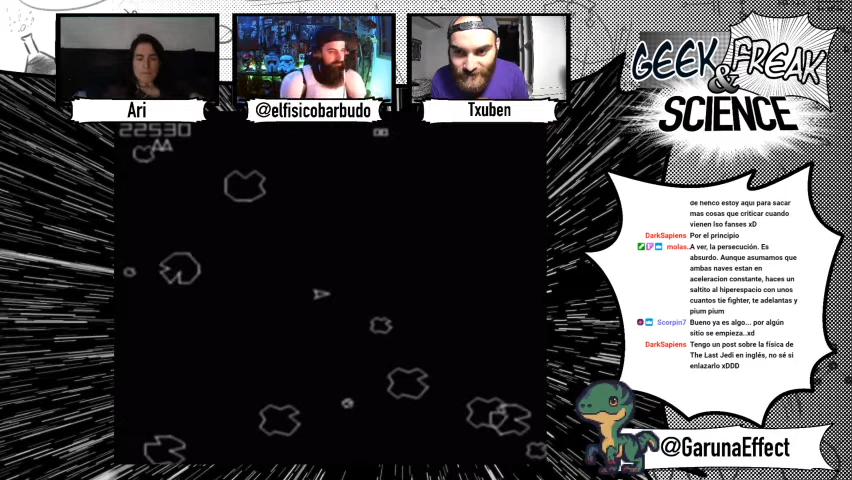 GEEK & FREAK
SCIENCE
Ari
@elfisicobarbudo
Txuben
22530
00
de hecho estoy aqui para sacar
mas cosas que criticar cuando
vienen lso fanses xD
DarkSapiens Por el principio
molas.. A ver, la persecución. Es
absurdo. Aunque asumamos que
ambas naves estan en
aceleracion constante, haces un
saltito al hiperespacio con unos
cuantos tie fighter, te adelantas y
pium pium
Scorpin7 Bueno ya es algo... por algún
sitio se empieza..xd
DarkSapiens Tengo un post sobre la física de
The Last Jedi en inglés, no sé si
enlazarlo xDDD
@GarunaEffect